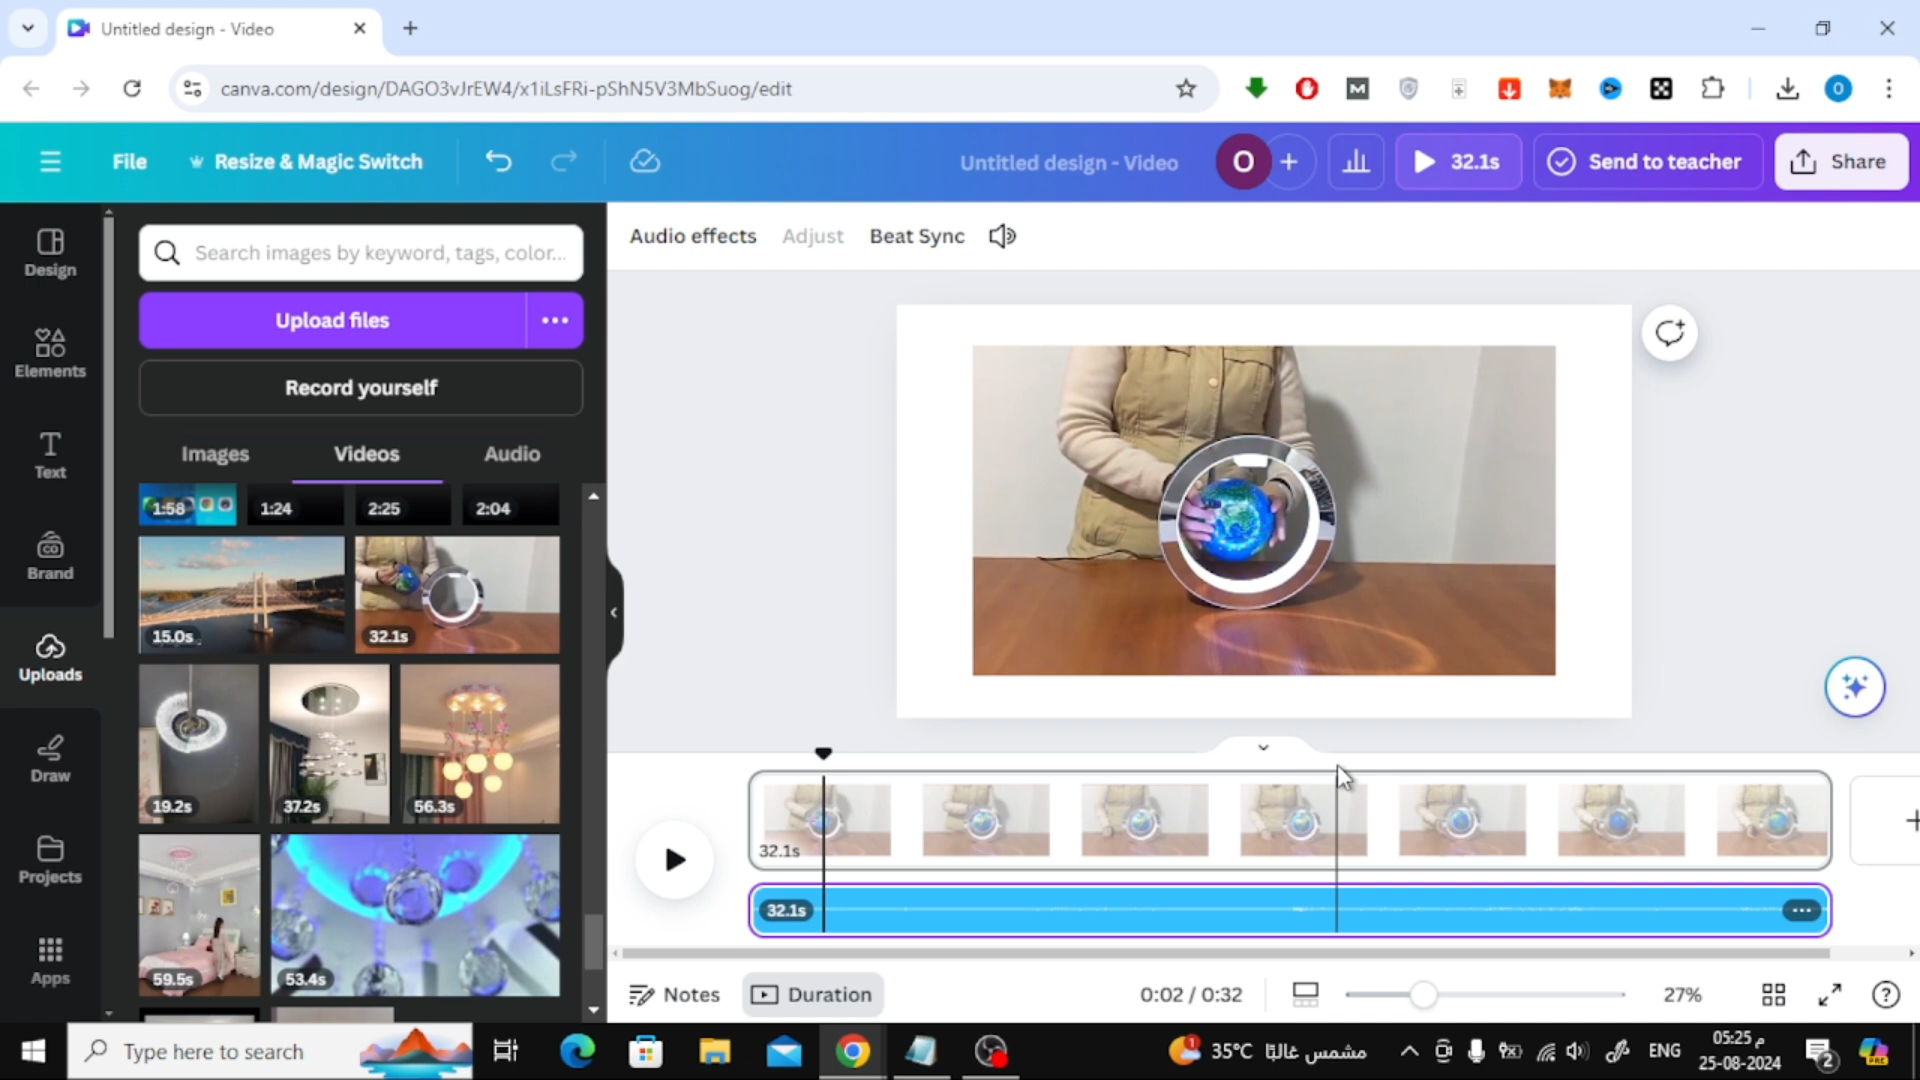 Untitled design - Video
canva.com/design/DAGO3vJrEW4/x1iLsFRi-pShN5V3MbSuog/edit
File
Resize & Magic Switch
Untitled design - Video
O
32.1s
Send to teacher
Share
Design
Elements
Text
Brand
Uploads
Draw
Projects
Apps
Search images by keyword, tags, color...
Upload files
Record yourself
Images
Videos
Audio
1:58
1:24
2:25
2:04
15.0s
32.1s
19.2s
37.2s
56.3s
59.5s
53.4s
Audio effects
Adjust
Beat Sync
32.1s
32.1s
Notes
Duration
0:02 / 0:32
27%
Type here to search
1
35°C
مشمس غالبًا
ENG
05:25 م
25-08-2024
2